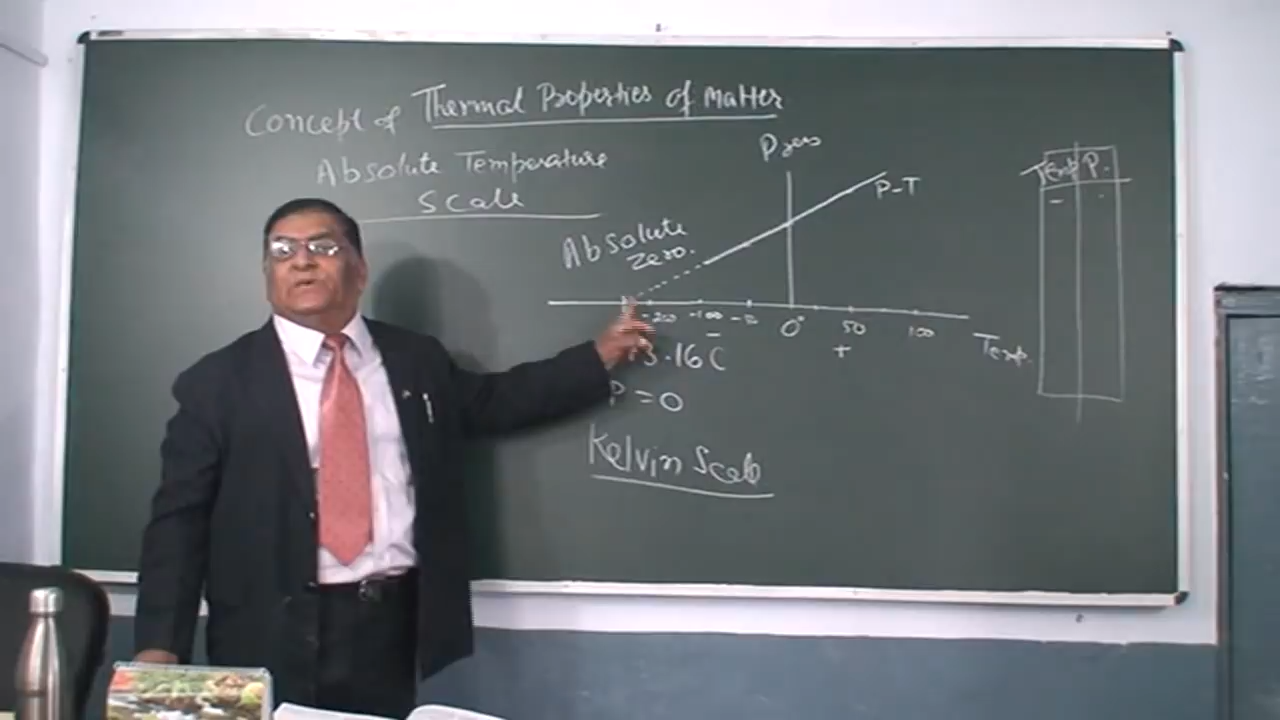 Concept of Thermal Properties of Matter
Absolute Temperature
Scale
P
P-T
Absolute
Zero.
-200 -100 -50 0° 50 100
- +
Temp.
3.16 C
P = 0
Kelvin Scale
Temp P.
-